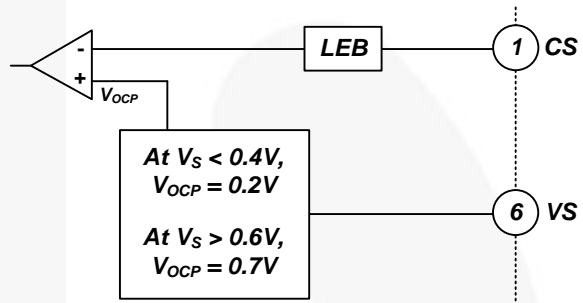 - LEB 1 CS
+
VOCP
At VS < 0.4V,
VOCP = 0.2V
At VS > 0.6V,
VOCP = 0.7V
6 VS